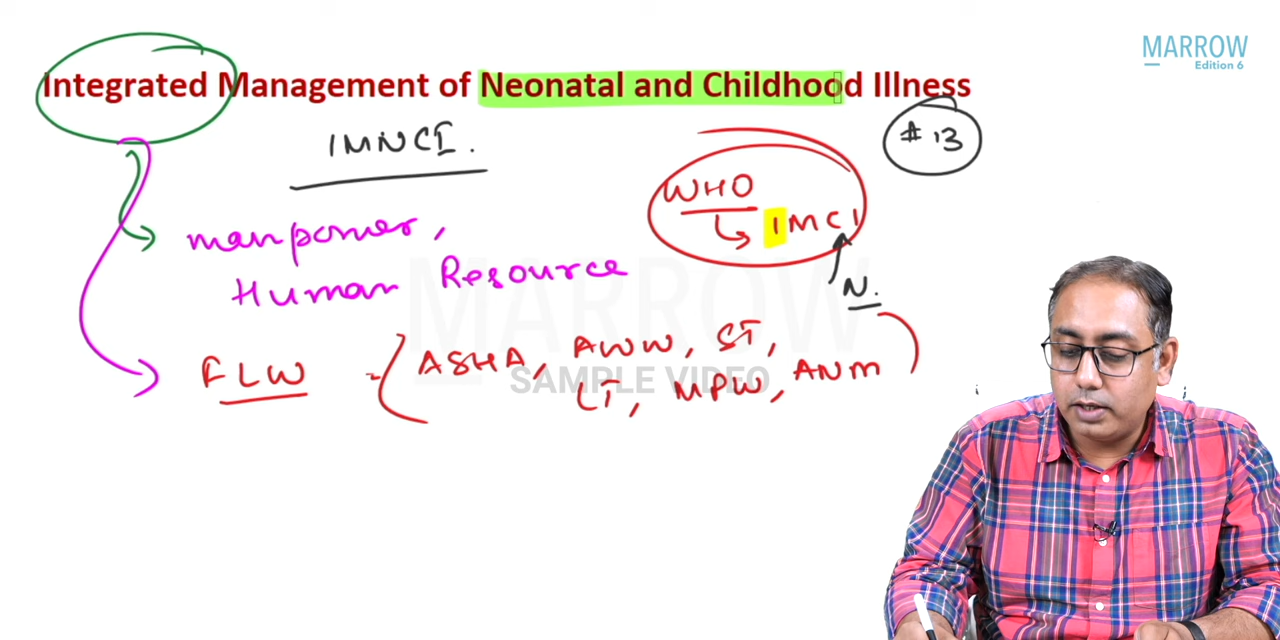 MARROW
Edition 6
Integrated Management of Neonatal and Childhood Illness
IMNCI.
# 13
WHO
IMCI
N.
manpower,
Human Resource
MARROW
SAMPLE VIDEO
FLW = (ASHA, AWW, ST,
LT, MPW, ANM)